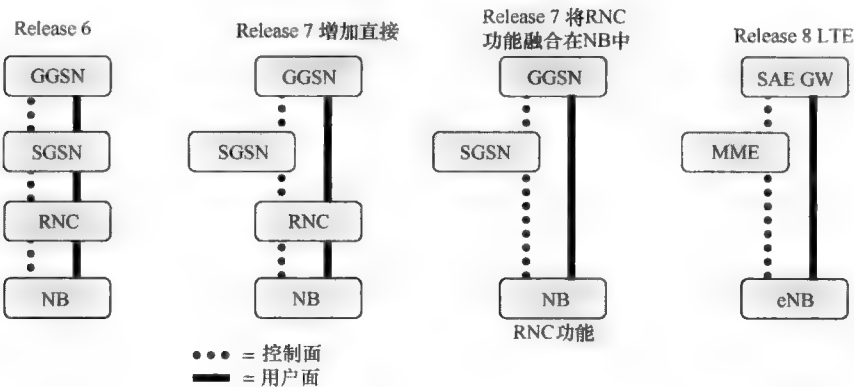 Release 6
GGSN
SGSN
RNC
NB
Release 7 增加直接
GGSN
SGSN
RNC
NB
Release 7 将RNC
功能融合在NB中
GGSN
SGSN
NB
RNC功能
Release 8 LTE
SAE GW
MME
eNB
= 控制面
= 用户面